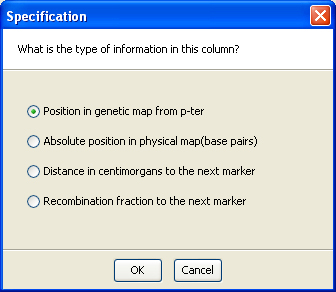 Specification
What is the type of information in this column?
Position in genetic map from p-ter
Absolute position in physical map(base pairs)
Distance in centimorgans to the next marker
Recombination fraction to the next marker
OK Cancel